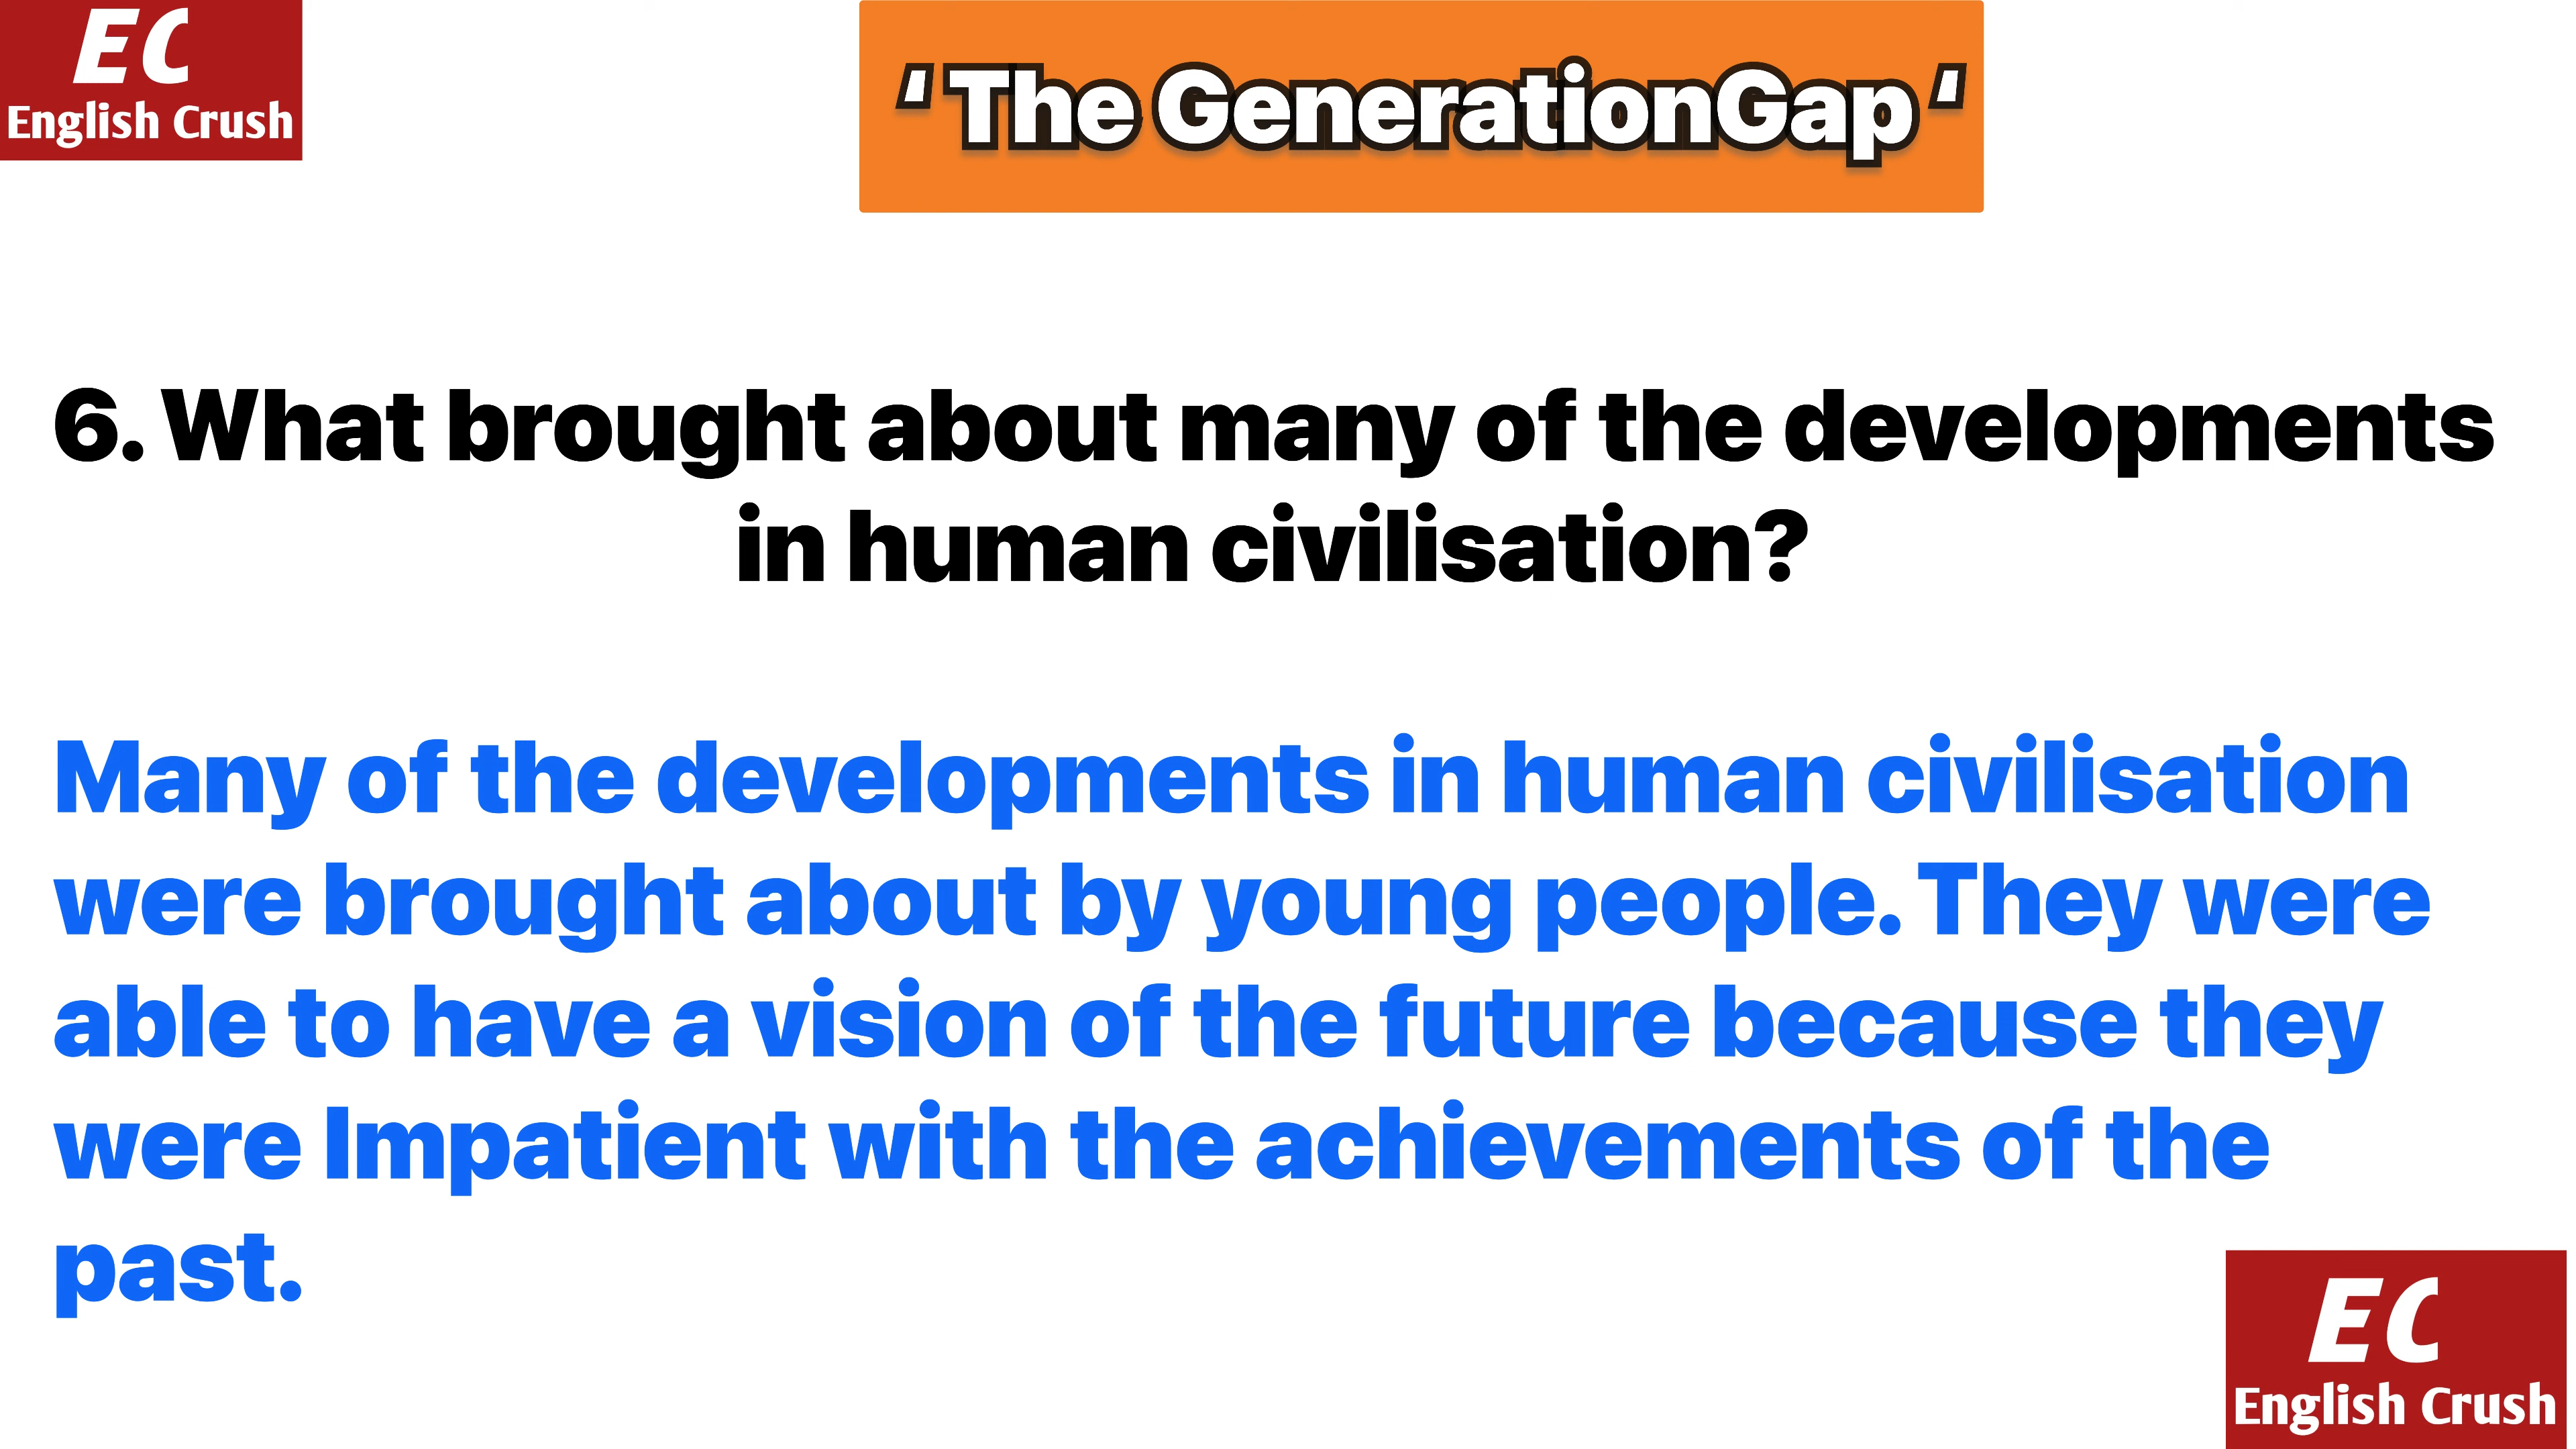 EC
English Crush
‘ The GenerationGap ‘
6. What brought about many of the developments
in human civilisation?
Many of the developments in human civilisation
were brought about by young people. They were
able to have a vision of the future because they
were Impatient with the achievements of the
past.
EC
English Crush